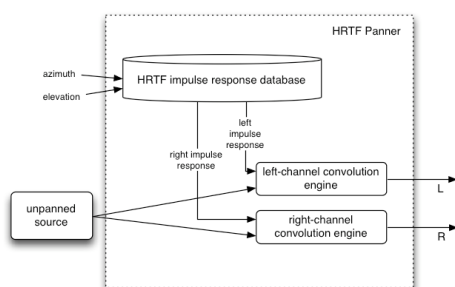 HRTF Panner
azimuth
elevation
HRTF impulse response database
left
impulse
response
right impulse
response
left-channel convolution
engine
L
unpanned
source
right-channel
convolution engine
R